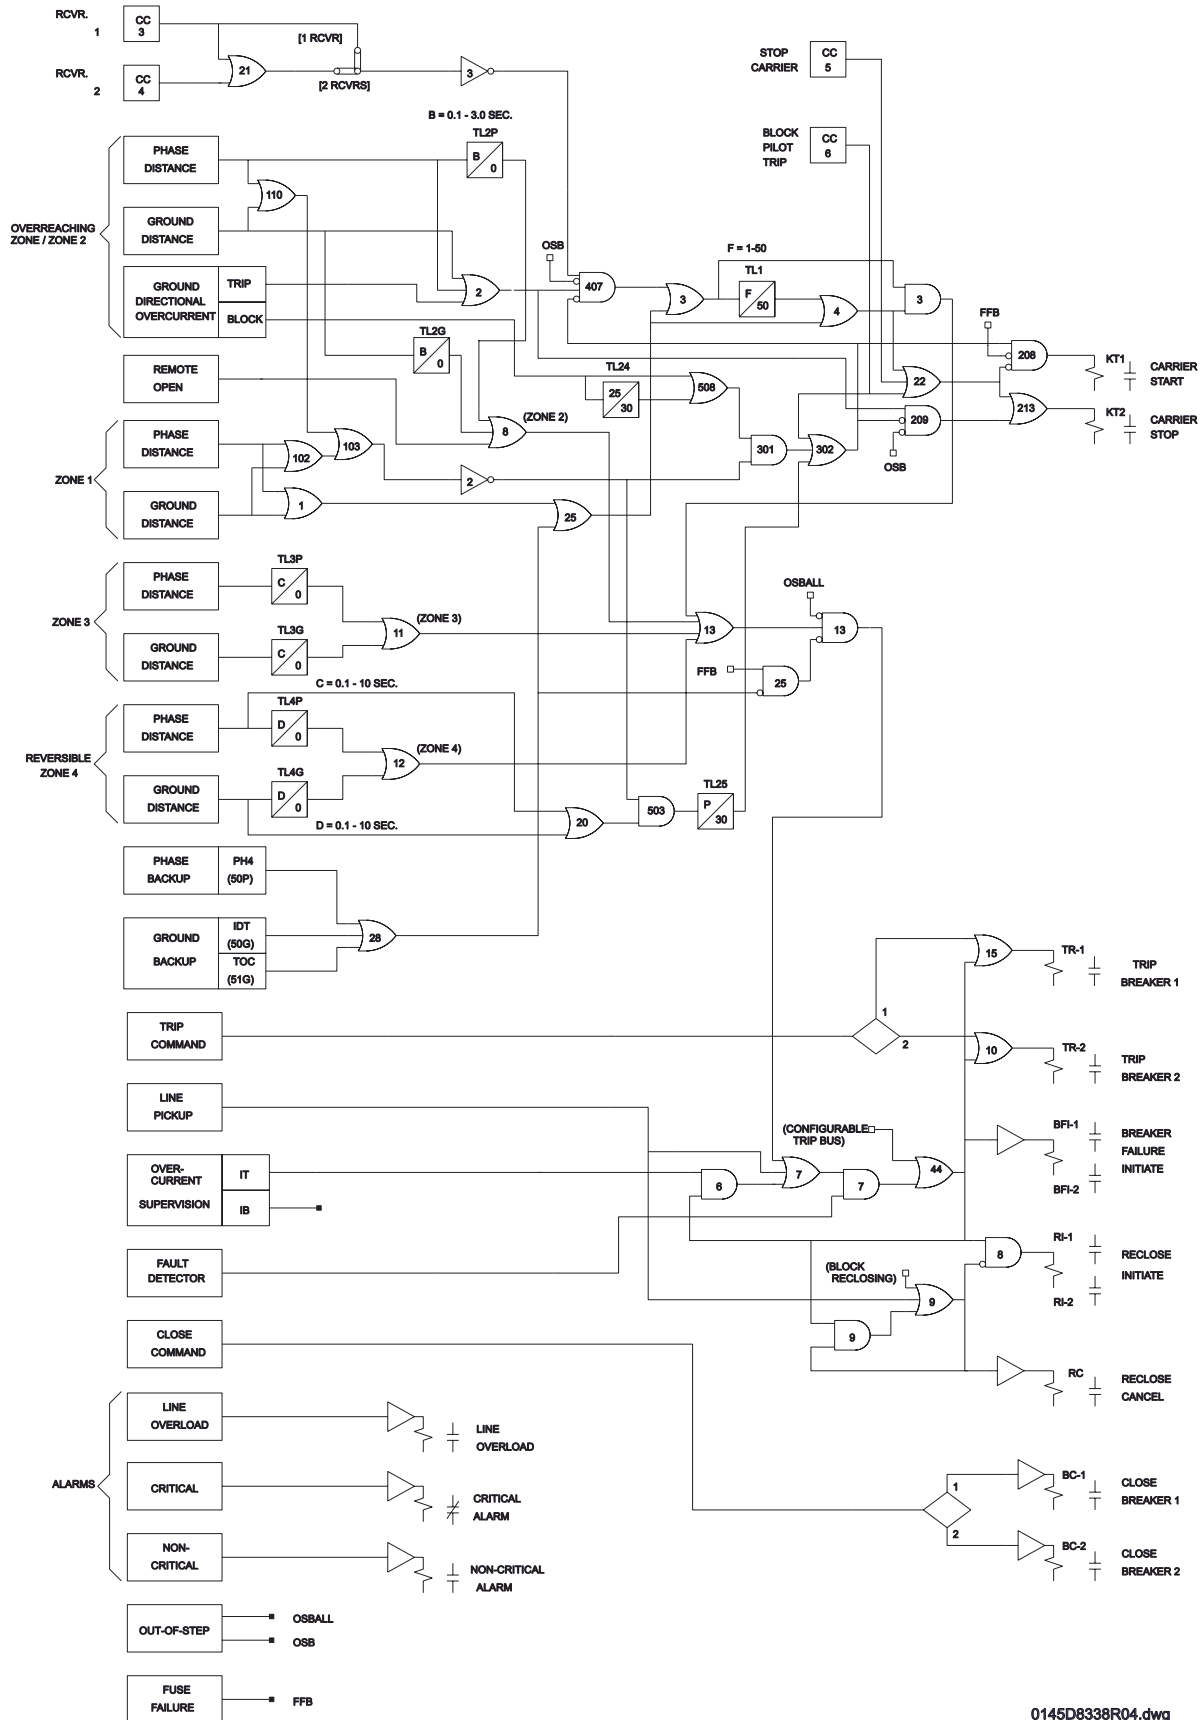 RCVR.
1
CC
3
[1 RCVR]
21
3
RCVR.
2
CC
4
[2 RCVRS]
STOP
CARRIER
CC
5
BLOCK
PILOT
TRIP
CC
6
B = 0.1 - 3.0 SEC.
TL2P
B
0
OVERREACHING
ZONE / ZONE 2
PHASE
DISTANCE
110
GROUND
DISTANCE
GROUND
DIRECTIONAL
OVERCURRENT
TRIP
BLOCK
2
OSB
407
3
F = 1-50
TL1
F
50
4
3
FFB
208
KT1
CARRIER
START
TL2G
B
0
TL24
25
30
508
22
213
KT2
CARRIER
STOP
209
OSB
REMOTE
OPEN
8
(ZONE 2)
301
302
ZONE 1
PHASE
DISTANCE
102
103
2
GROUND
DISTANCE
1
25
ZONE 3
PHASE
DISTANCE
TL3P
C
0
11
(ZONE 3)
GROUND
DISTANCE
TL3G
C
0
C = 0.1 - 10 SEC.
13
OSBALL
13
FFB
25
REVERSIBLE
ZONE 4
PHASE
DISTANCE
TL4P
D
0
12
(ZONE 4)
GROUND
DISTANCE
TL4G
D
0
D = 0.1 - 10 SEC.
20
503
TL25
P
30
PHASE
BACKUP
PH4
(50P)
GROUND
BACKUP
IDT
(50G)
TOC
(51G)
28
15
TR-1
TRIP
BREAKER 1
TRIP
COMMAND
1
2
10
TR-2
TRIP
BREAKER 2
LINE
PICKUP
(CONFIGURABLE
TRIP BUS)
BFI-1
BREAKER
FAILURE
INITIATE
BFI-2
OVER-
CURRENT
SUPERVISION
IT
IB
6
7
7
44
FAULT
DETECTOR
(BLOCK
RECLOSING)
9
9
8
RI-1
RECLOSE
INITIATE
RI-2
CLOSE
COMMAND
RC
RECLOSE
CANCEL
ALARMS
LINE
OVERLOAD
LINE
OVERLOAD
CRITICAL
CRITICAL
ALARM
NON-
CRITICAL
NON-CRITICAL
ALARM
1
2
BC-1
CLOSE
BREAKER 1
BC-2
CLOSE
BREAKER 2
OUT-OF-STEP
OSBALL
OSB
FUSE
FAILURE
FFB
0145D8338R04.dwg